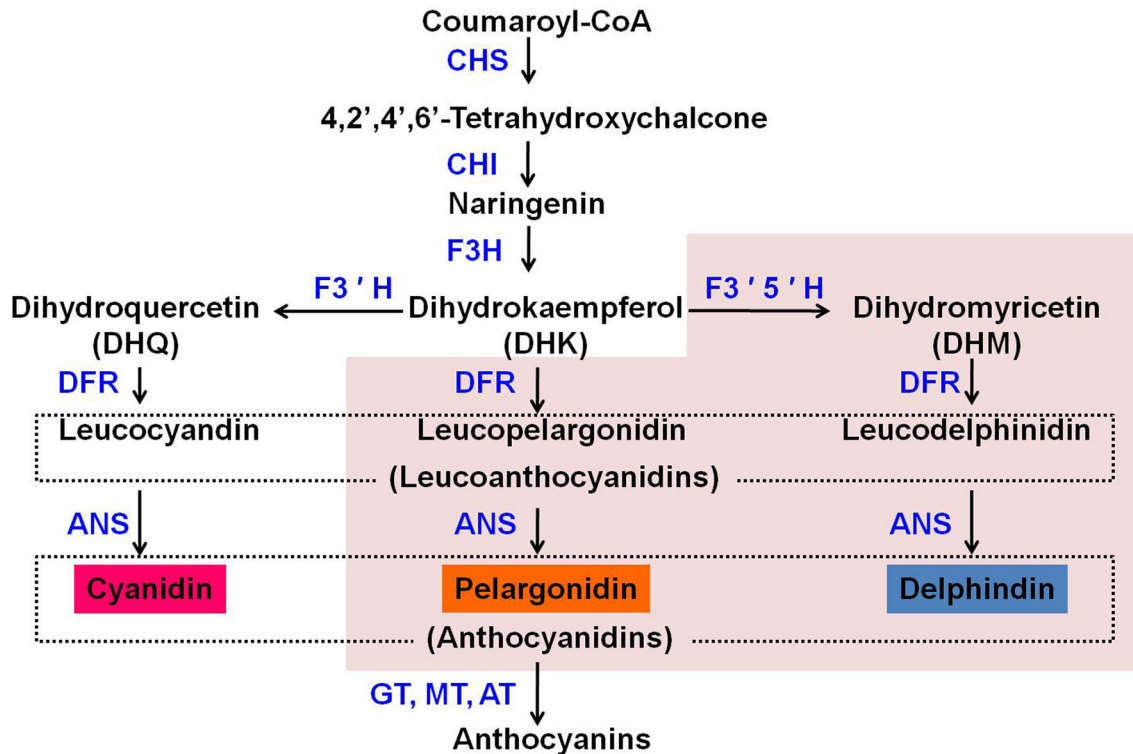 Coumaroyl-CoA
CHS
4,2’,4’,6’-Tetrahydroxychalcone
CHI
Naringenin
F3H
F3 ′ H
F3 ′ 5 ′ H
Dihydroquercetin
(DHQ)
Dihydrokaempferol
(DHK)
Dihydromyricetin
(DHM)
DFR
DFR
DFR
Leucocyandin
Leucopelargonidin
Leucodelphinidin
(Leucoanthocyanidins)
ANS
ANS
ANS
Cyanidin
Pelargonidin
Delphindin
(Anthocyanidins)
GT, MT, AT
Anthocyanins